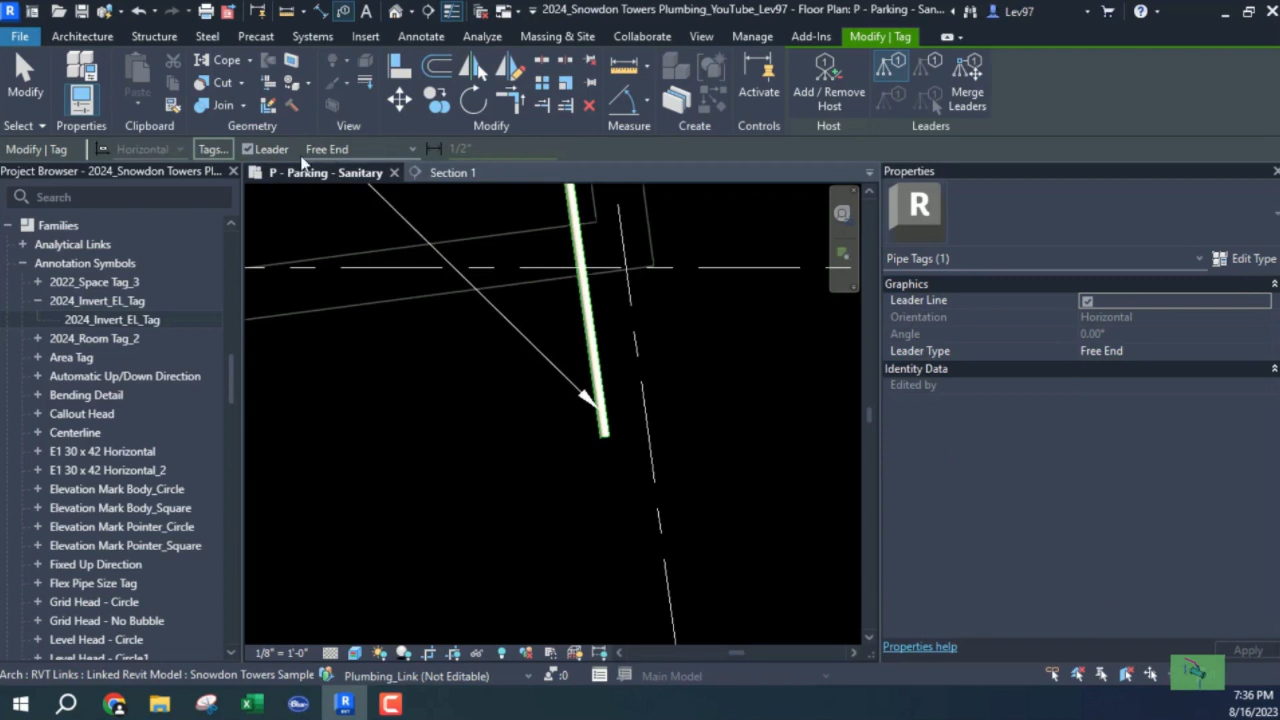 2024_Snowdon Towers Plumbing_YouTube_Lev97 - Floor Plan: P - Parking - San...
Lev97
File Architecture Structure Steel Precast Systems Insert Annotate Analyze Massing & Site Collaborate View Manage Add-Ins Modify | Tag
Modify Paste Cope Cut Join Activate Add / Remove Host Merge Leaders
Select Properties Clipboard Geometry View Modify Measure Create Controls Host Leaders
Modify | Tag Horizontal Tags... Leader Free End 1/2"
Project Browser - 2024_Snowdon Towers Pl...
P - Parking - Sanitary Section 1
Properties
Search
R
Families
Analytical Links
Annotation Symbols
2022_Space Tag_3
2024_Invert_EL_Tag
2024_Invert_EL_Tag
2024_Room Tag_2
Area Tag
Automatic Up/Down Direction
Bending Detail
Callout Head
Centerline
E1 30 x 42 Horizontal
E1 30 x 42 Horizontal_2
Elevation Mark Body_Circle
Elevation Mark Body_Square
Elevation Mark Pointer_Circle
Elevation Mark Pointer_Square
Fixed Up Direction
Flex Pipe Size Tag
Grid Head - Circle
Grid Head - No Bubble
Level Head - Circle
Level Head - Circle1
Pipe Tags (1) Edit Type
Graphics
Leader Line
Orientation Horizontal
Angle 0.00°
Leader Type Free End
Identity Data
Edited by
Properties help Apply
1/8" = 1'-0"
Arch : RVT Links : Linked Revit Model : Snowdon Towers Sample Plumbing_Link (Not Editable) :0 Main Model
7:36 PM
8/16/2023